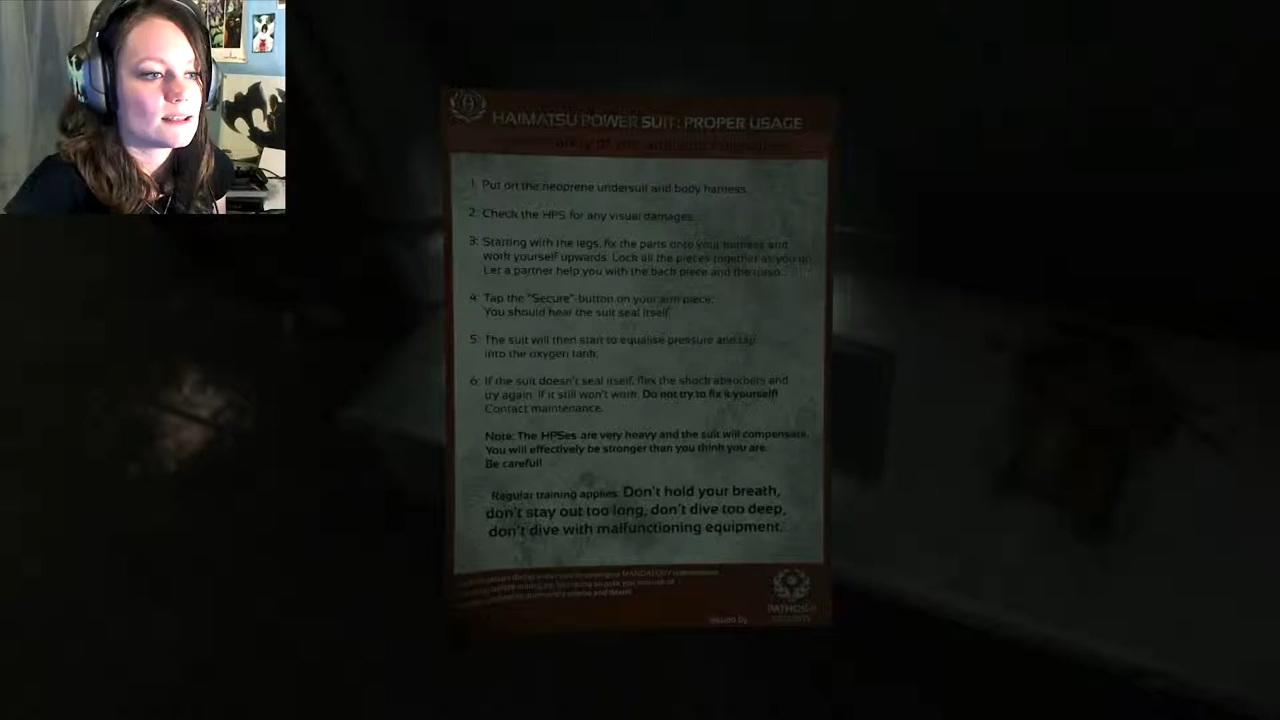 HAIMATSU POWER SUIT: PROPER USAGE
1: Put on the neoprene undersuit and body harness.
2: Check the HPS for any visual damages.
3: Starting with the legs, fix the parts onto your harness and
work yourself upwards. Lock all the pieces together as you go.
Let a partner help you with the back piece and the torso.
4: Tap the "Secure"-button on your arm piece.
You should hear the suit seal itself.
5: The suit will then start to equalise pressure and tap
into the oxygen tank.
6: If the suit doesn't seal itself, flex the shock absorbers and
try again. If it still won't work: Do not try to fix it yourself!
Contact maintenance.
Note: The HPSes are very heavy and the suit will compensate.
You will effectively be stronger than you think you are.
Be careful!
Regular training applies: Don't hold your breath,
don't stay out too long, don't dive too deep,
don't dive with malfunctioning equipment.
MANDATORY
Issued by
PATHOS-II